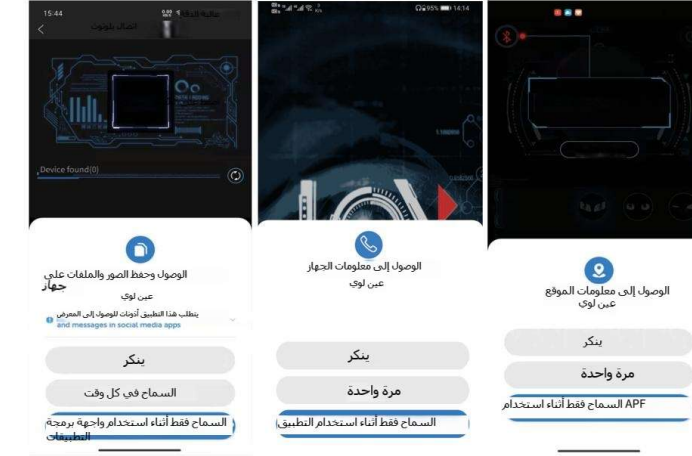 15:44
اتصال بلوتوث
Device found(0)
الوصول وحفظ الصور والملفات على
جهاز
عين لوي
يتطلب هذا التطبيق أذونات للوصول إلى المعرض
and messages in social media apps
ينكر
السماح في كل وقت
السماح فقط أثناء استخدام واجهة برمجة
التطبيقات
95% 14:14
الوصول إلى معلومات الجهاز
عين لوي
ينكر
مرة واحدة
السماح فقط أثناء استخدام التطبيق
الوصول إلى معلومات الموقع
عين لوي
ينكر
مرة واحدة
السماح فقط أثناء استخدام APF